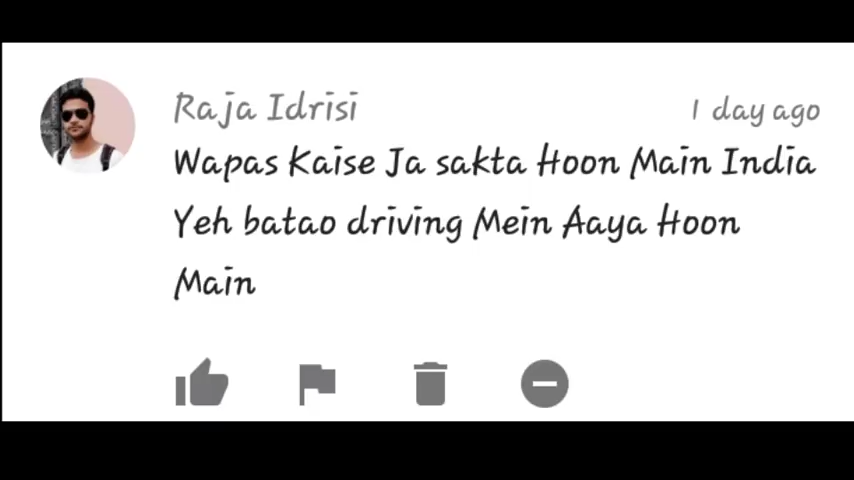 Raja Idrisi 1 day ago
Wapas Kaise Ja sakta Hoon Main India
Yeh batao driving Mein Aaya Hoon
Main